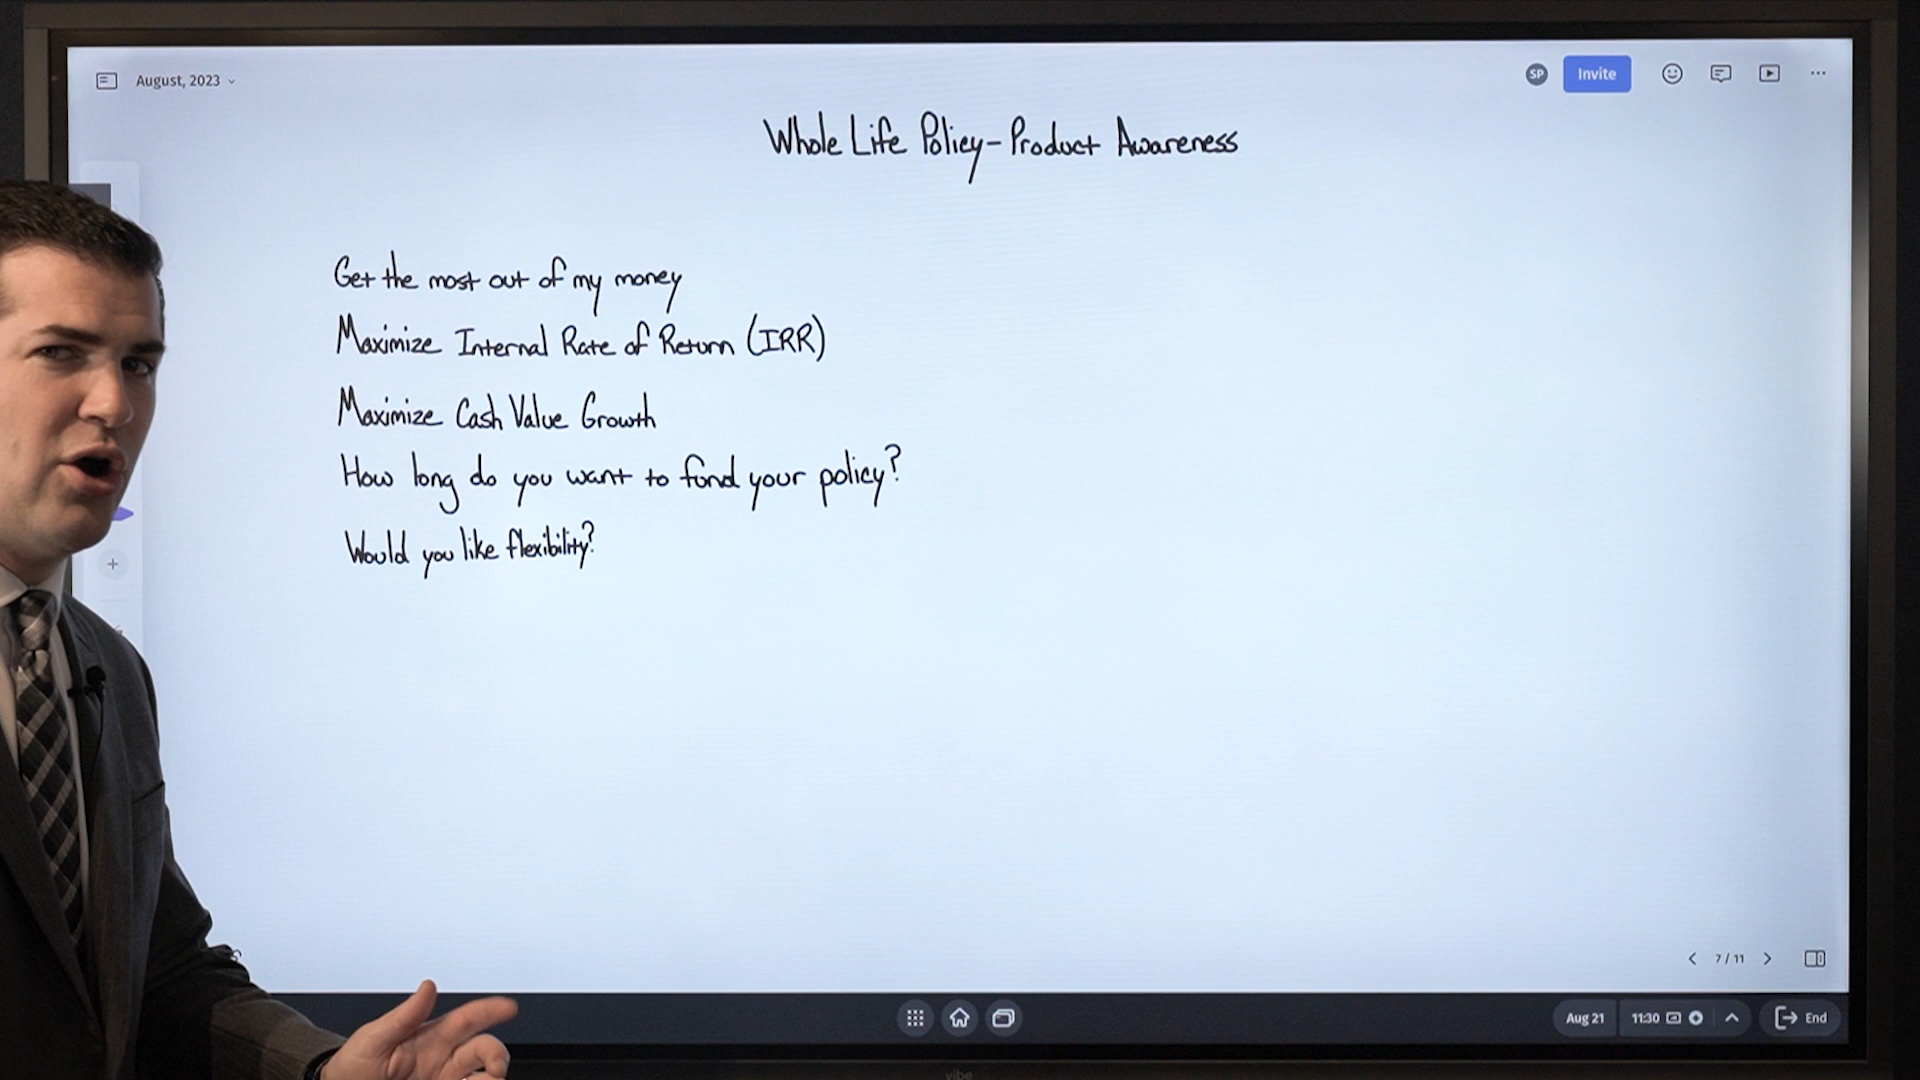 August, 2023
SP
Invite
Whole Life Policy - Product Awareness
Get the most out of my money
Maximize Internal Rate of Return (IRR)
Maximize Cash Value Growth
How long do you want to fund your policy?
Would you like flexibility?
7 / 11
Aug 21
11:30
End
vibe